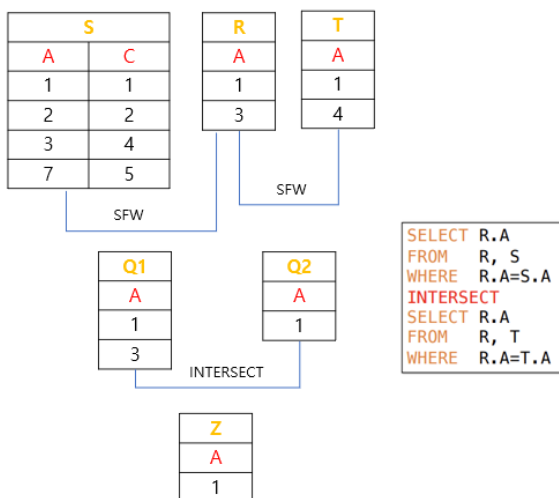 S R T
A C A A
1 1 1 1
2 2 3 4
3 4
7 5
SFW
SFW
Q1 Q2
A A
1 1
3
INTERSECT
Z
A
1
SELECT R.A
FROM R, S
WHERE R.A=S.A
INTERSECT
SELECT R.A
FROM R, T
WHERE R.A=T.A